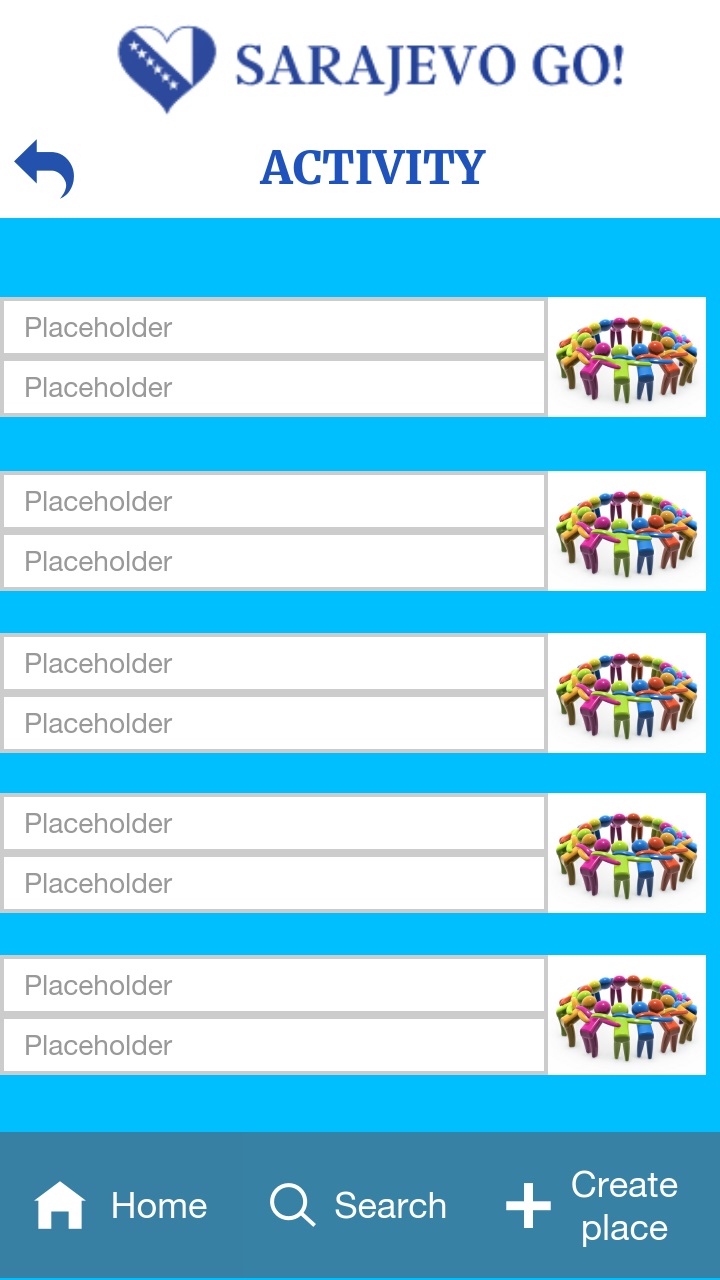 SARAJEVO GO!
ACTIVITY
Placeholder
Placeholder
Placeholder
Placeholder
Placeholder
Placeholder
Placeholder
Placeholder
Placeholder
Placeholder
Home
Search
Create
place